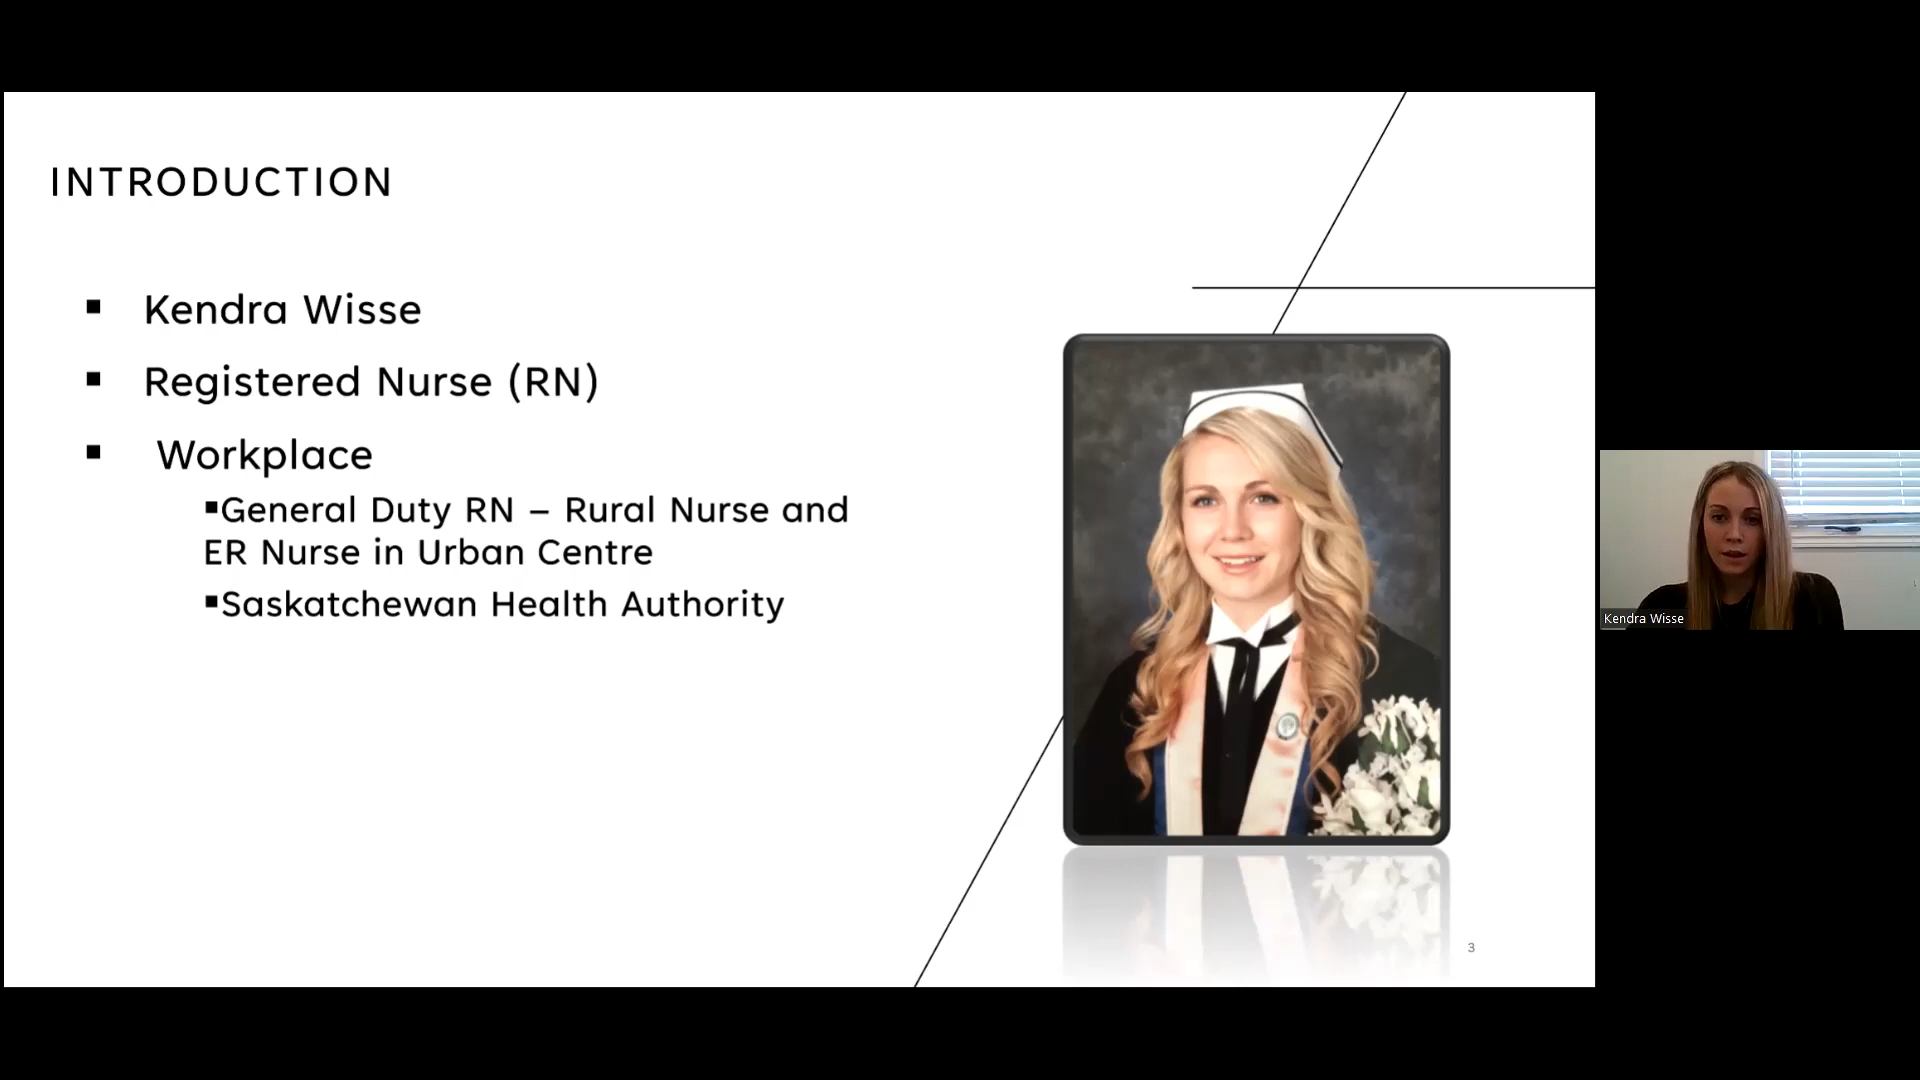 INTRODUCTION
▪ Kendra Wisse
▪ Registered Nurse (RN)
▪ Workplace
▪General Duty RN – Rural Nurse and
ER Nurse in Urban Centre
▪Saskatchewan Health Authority
3
Kendra Wisse